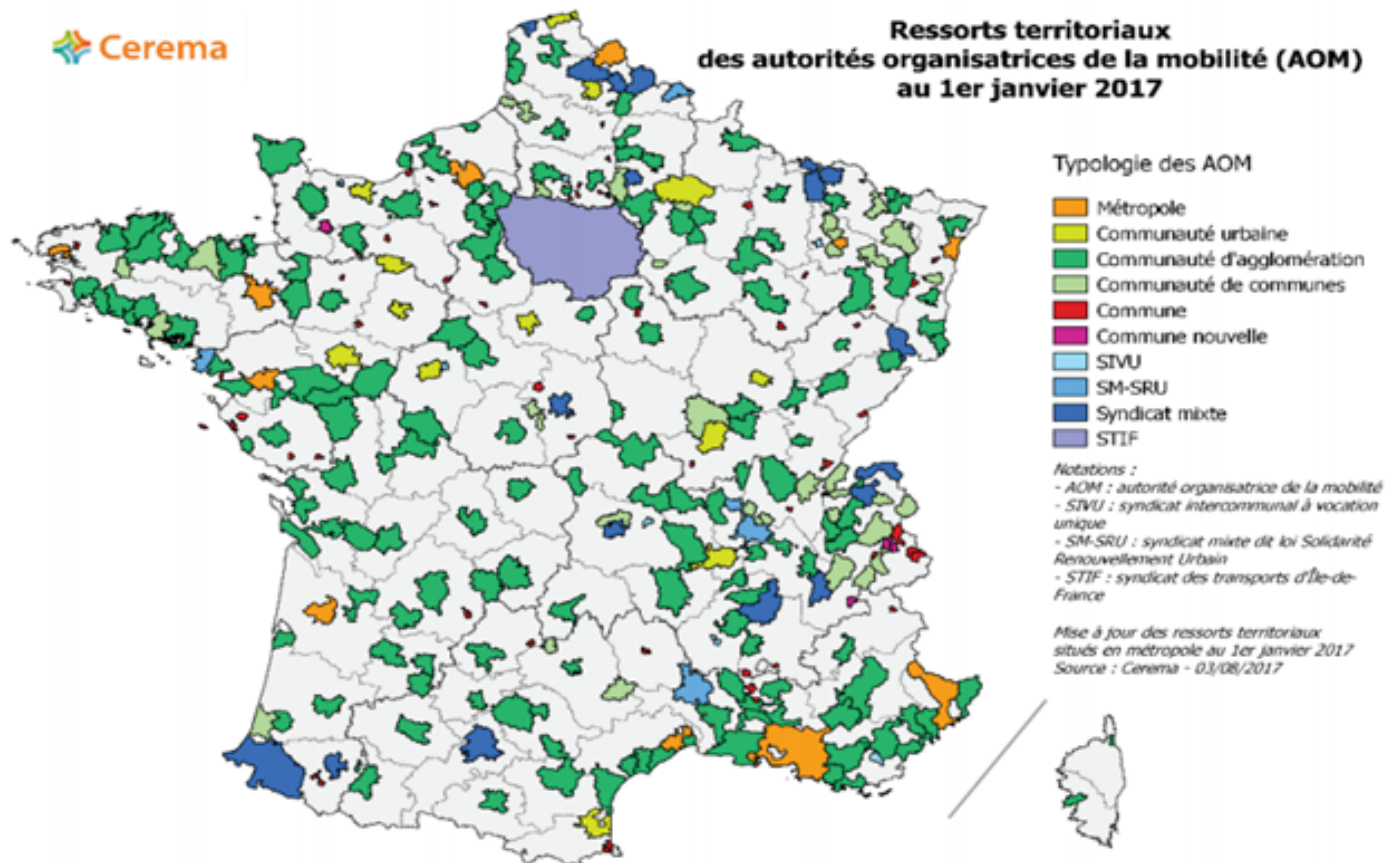 Cerema
Ressorts territoriaux
des autorités organisatrices de la mobilité (AOM)
au 1er janvier 2017
Typologie des AOM
Métropole
Communauté urbaine
Communauté d'agglomération
Communauté de communes
Commune
Commune nouvelle
SIVU
SM-SRU
Syndicat mixte
STIF
Notations :
- AOM : autorité organisatrice de la mobilité
- SIVU : syndicat intercommunal à vocation
unique
- SM-SRU : syndicat mixte dit loi Solidarité
Renouvellement Urbain
- STIF : syndicat des transports d'Île-de-
France
Mise à jour des ressorts territoriaux
situés en métropole au 1er janvier 2017
Source : Cerema - 03/08/2017